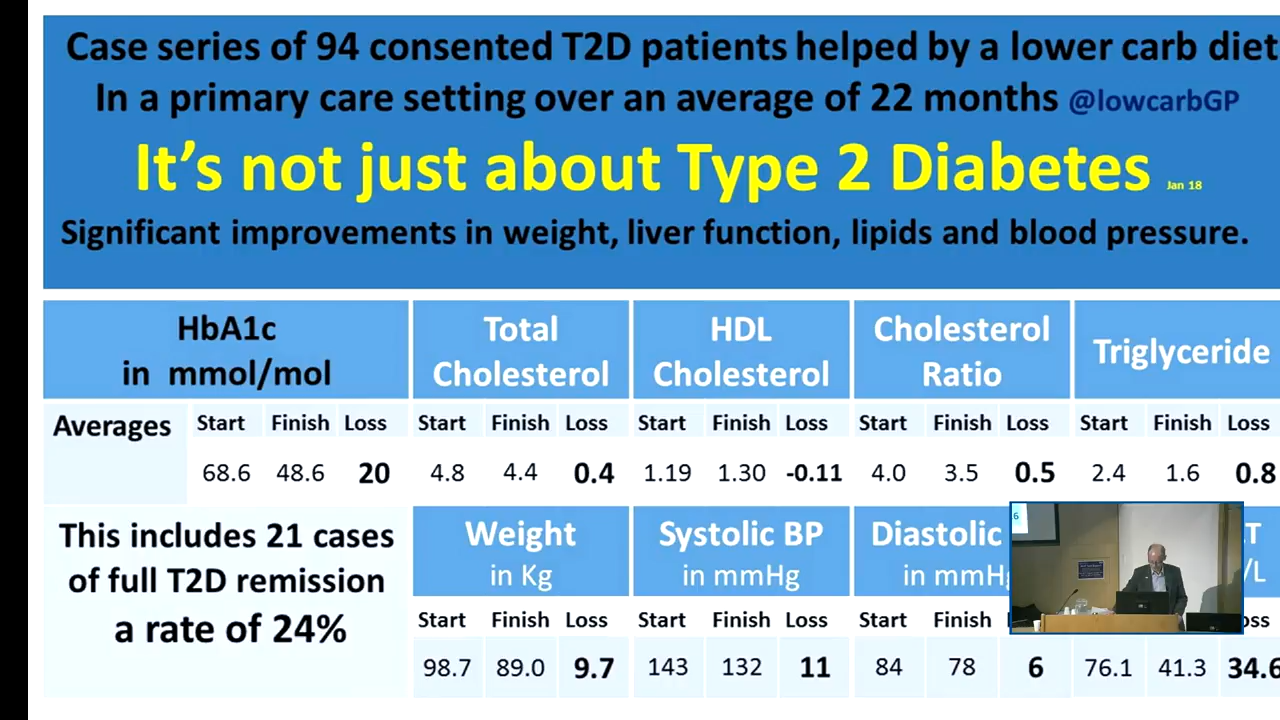 Case series of 94 consented T2D patients helped by a lower carb diet
In a primary care setting over an average of 22 months @lowcarbGP
It's not just about Type 2 Diabetes Jan 18
Significant improvements in weight, liver function, lipids and blood pressure.
HbA1c
in mmol/mol
Total
Cholesterol
HDL
Cholesterol
Cholesterol
Ratio
Triglyceride
Averages Start Finish Loss Start Finish Loss Start Finish Loss Start Finish Loss Start Finish Loss
68.6 48.6 20 4.8 4.4 0.4 1.19 1.30 -0.11 4.0 3.5 0.5 2.4 1.6 0.8
This includes 21 cases
of full T2D remission
a rate of 24%
Weight
in Kg
Systolic BP
in mmHg
Diastolic
in mmHg
T
/L
Start Finish Loss Start Finish Loss Start Finish oss
98.7 89.0 9.7 143 132 11 84 78 6 76.1 41.3 34.6